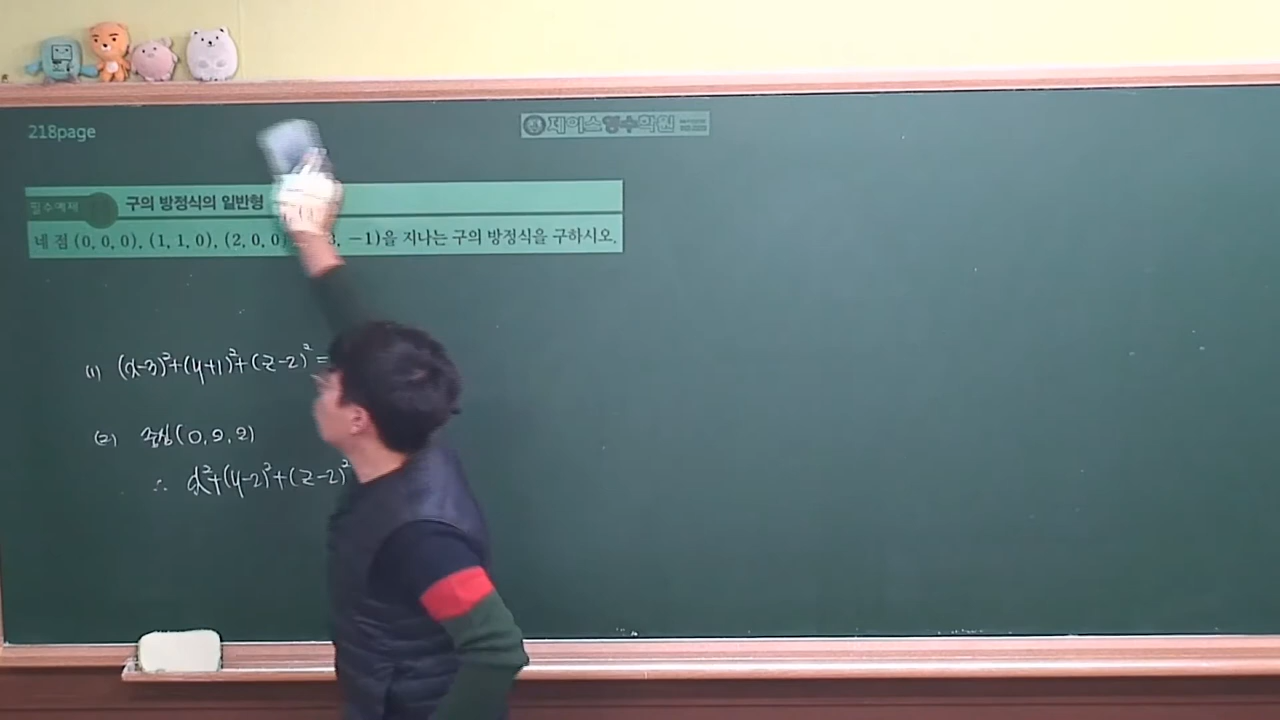 218page
제이스영수학원
필수예제 구의 방정식의 일반형
네 점 (0, 0, 0), (1, 1, 0), (2, 0, 0) 3, −1)을 지나는 구의 방정식을 구하시오.
(1) (x-3)²+(y+1)²+(z-2)²=
(2) 중심(0, 2, 2)
∴ x²+(y-2)²+(z-2)²